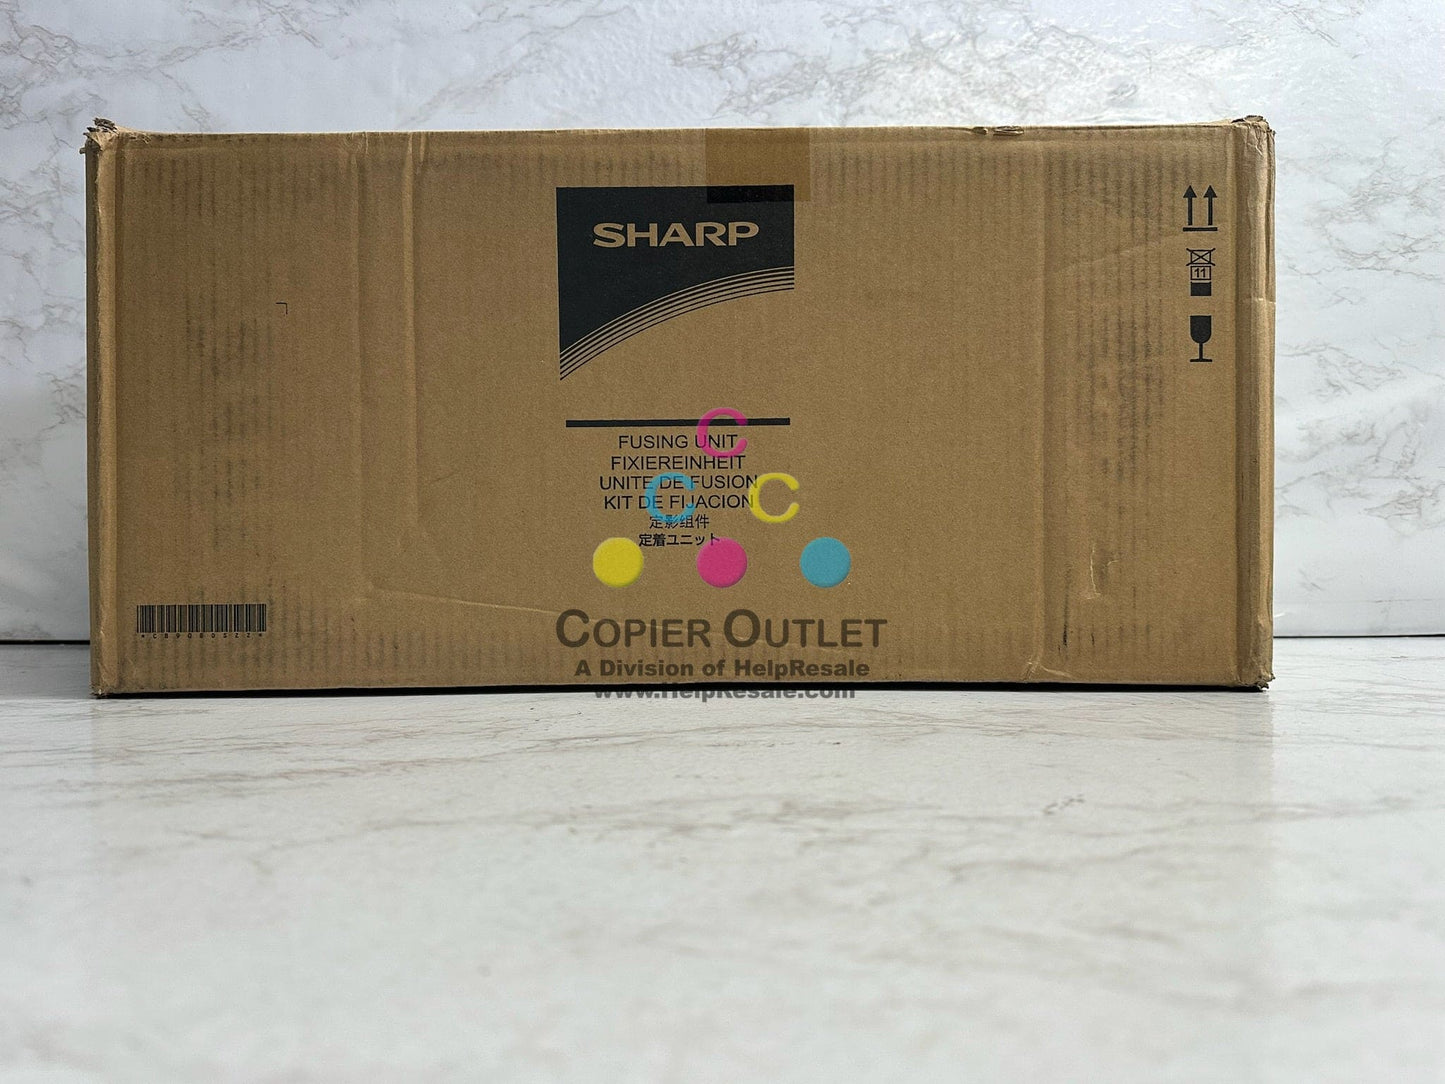 SHARP
11
FUSING UNIT
FIXIEREINHEIT
UNITE DE FUSION
KIT DE FIJACION
定影组件
定着ユニット
C
C C
COPIER OUTLET
A Division of HelpResale
www.HelpResale.com